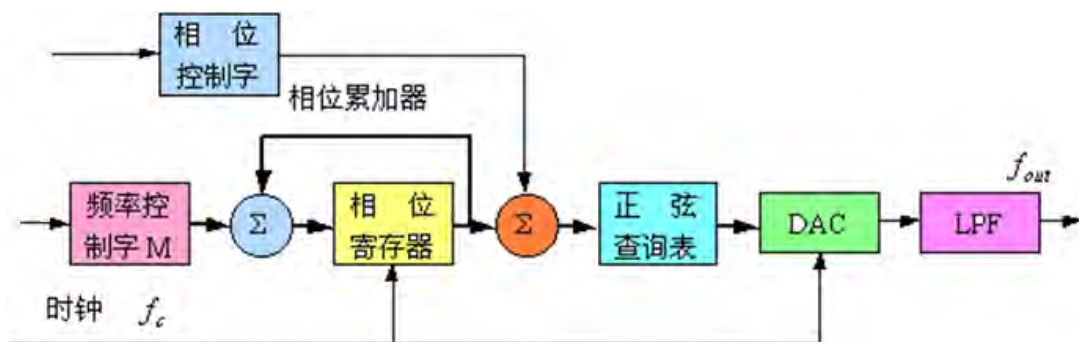 相 位
控制字
相位累加器
频率控
制字 M
Σ
相 位
寄存器
Σ
正 弦
查询表
DAC
LPF
f_out
时钟 f_c